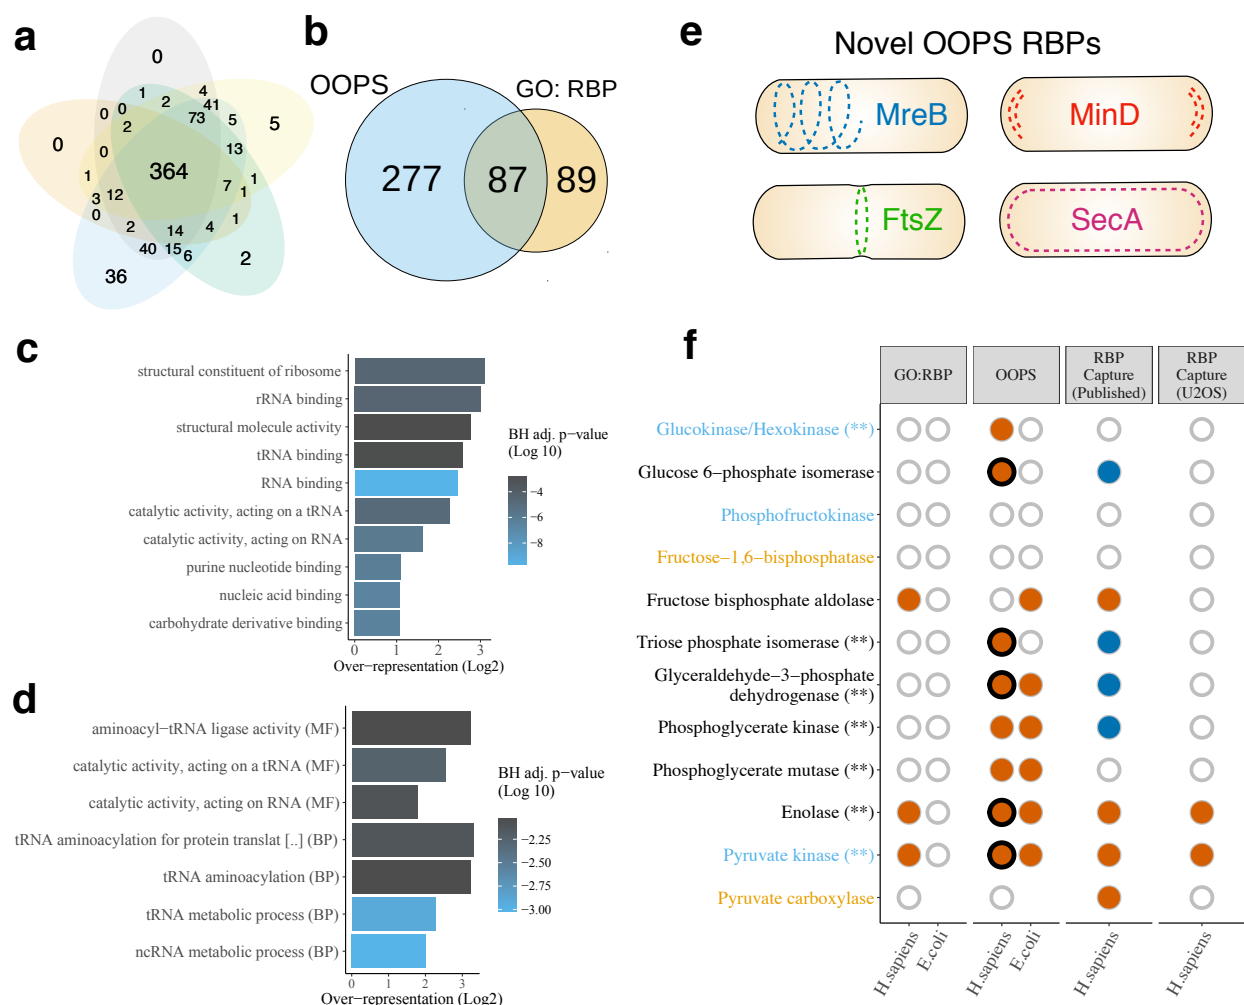 a
0
0
5
2
36
1
4
0
2
41
0
73
5
2
13
0
364
1
7
1
1
3
12
0
1
2
14
4
40
15
6
b
OOPS
GO: RBP
277
87
89
e
Novel OOPS RBPs
MreB
MinD
FtsZ
SecA
c
structural constituent of ribosome
rRNA binding
structural molecule activity
tRNA binding
RNA binding
catalytic activity, acting on a tRNA
catalytic activity, acting on RNA
purine nucleotide binding
nucleic acid binding
carbohydrate derivative binding
0 1 2 3
Over−representation (Log2)
BH adj. p−value
(Log 10)
−4
−6
−8
d
aminoacyl−tRNA ligase activity (MF)
catalytic activity, acting on a tRNA (MF)
catalytic activity, acting on RNA (MF)
tRNA aminoacylation for protein translat [..] (BP)
tRNA aminoacylation (BP)
tRNA metabolic process (BP)
ncRNA metabolic process (BP)
0 1 2 3
Over−representation (Log2)
BH adj. p−value
(Log 10)
−2.25
−2.50
−2.75
−3.00
f
GO:RBP
OOPS
RBP
Capture
(Published)
RBP
Capture
(U2OS)
Glucokinase/Hexokinase (**)
Glucose 6−phosphate isomerase
Phosphofructokinase
Fructose−1,6−bisphosphatase
Fructose bisphosphate aldolase
Triose phosphate isomerase (**)
Glyceraldehyde−3−phosphate
dehydrogenase (**)
Phosphoglycerate kinase (**)
Phosphoglycerate mutase (**)
Enolase (**)
Pyruvate kinase (**)
Pyruvate carboxylase
H.sapiens
E.coli
H.sapiens
E.coli
H.sapiens
H.sapiens